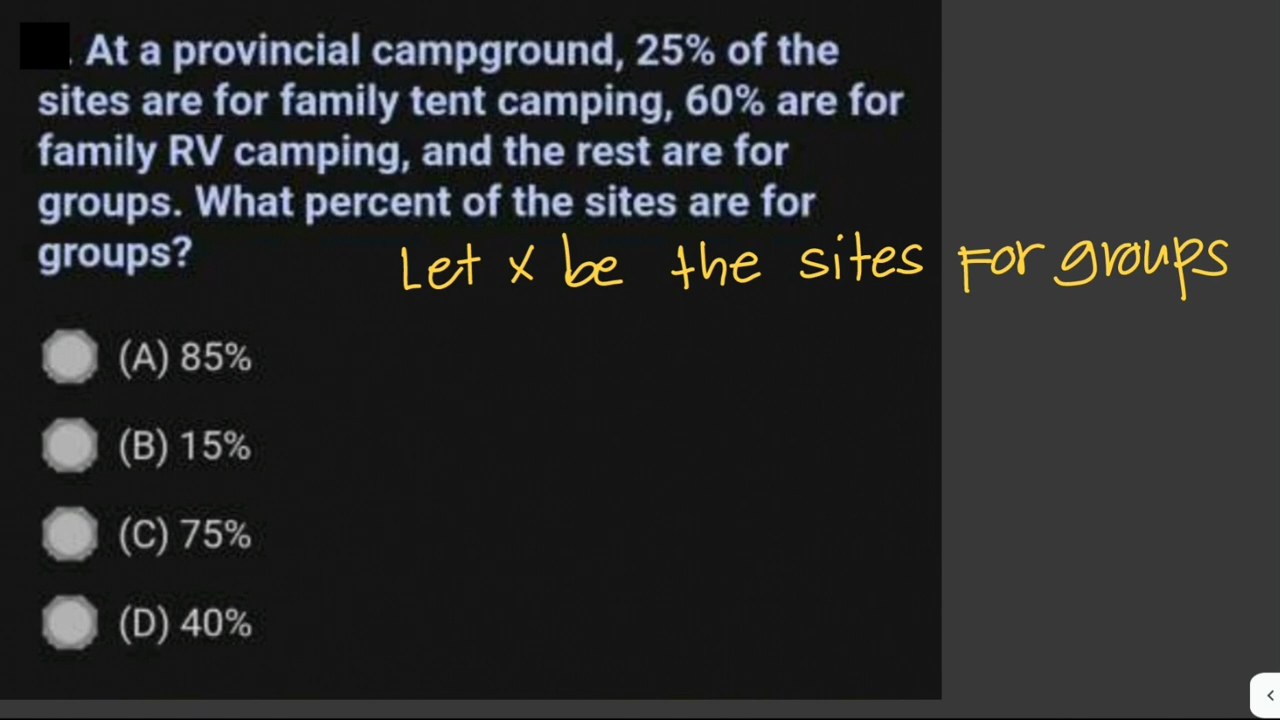 . At a provincial campground, 25% of the
sites are for family tent camping, 60% are for
family RV camping, and the rest are for
groups. What percent of the sites are for
groups?
Let x be the sites For groups
(A) 85%
(B) 15%
(C) 75%
(D) 40%